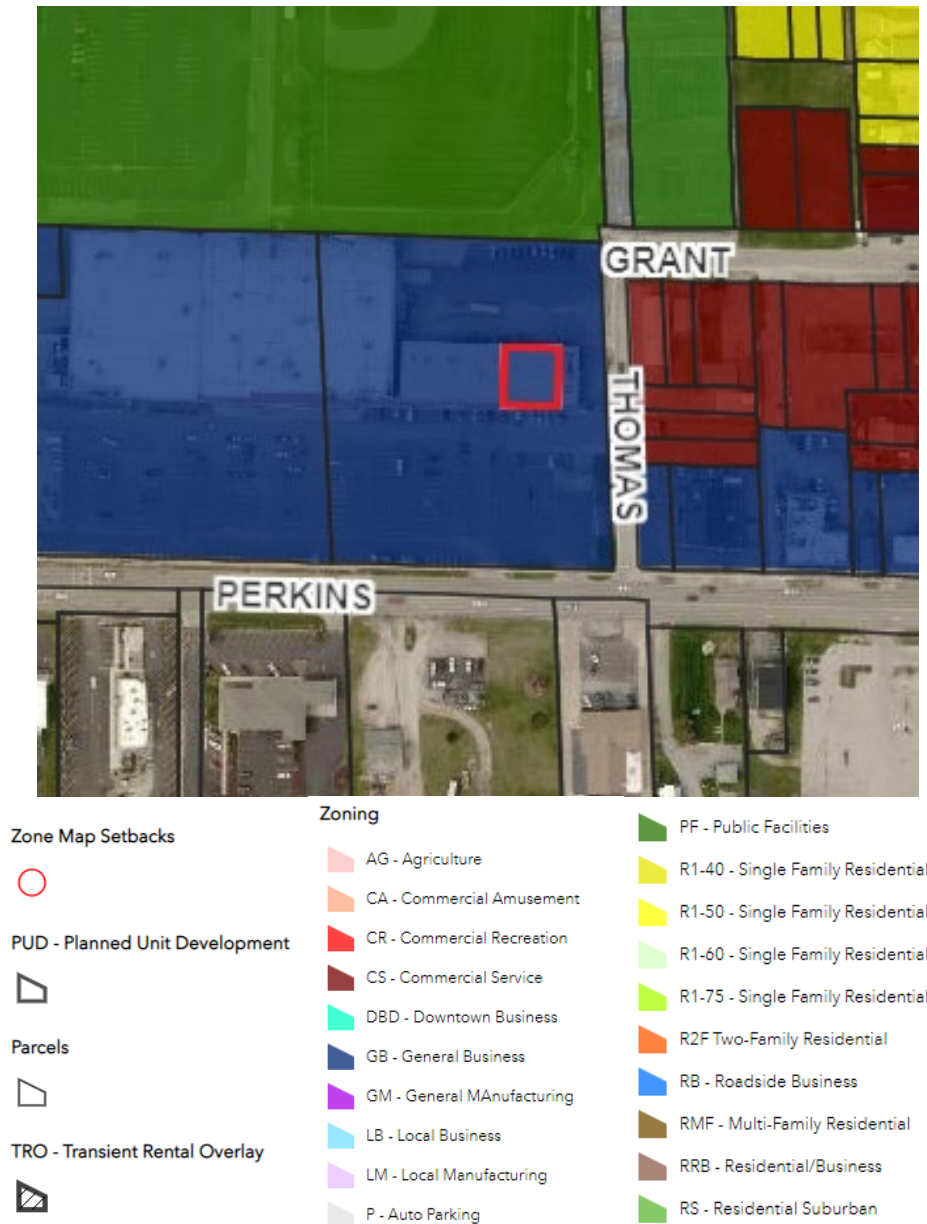 GRANT
THOMAS
PERKINS
Zone Map Setbacks
PUD - Planned Unit Development
Parcels
TRO - Transient Rental Overlay
Zoning
AG - Agriculture
CA - Commercial Amusement
CR - Commercial Recreation
CS - Commercial Service
DBD - Downtown Business
GB - General Business
GM - General MAnufacturing
LB - Local Business
LM - Local Manufacturing
P - Auto Parking
PF - Public Facilities
R1-40 - Single Family Residential
R1-50 - Single Family Residential
R1-60 - Single Family Residential
R1-75 - Single Family Residential
R2F Two-Family Residential
RB - Roadside Business
RMF - Multi-Family Residential
RRB - Residential/Business
RS - Residential Suburban